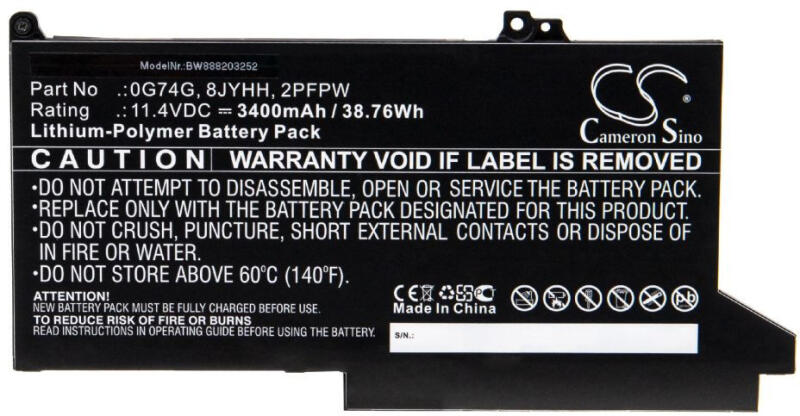 ModelNr.:BW888203252
Part No .:0G74G, 8JYHH, 2PFPW
Rating .:11.4VDC ⎓ 3400mAh / 38.76Wh
Lithium-Polymer Battery Pack
CS
®
Cameron Sino
CAUTION WARRANTY VOID IF LABEL IS REMOVED
•DO NOT ATTEMPT TO DISASSEMBLE, OPEN OR SERVICE THE BATTERY PACK.
•REPLACE ONLY WITH THE BATTERY PACK DESIGNATED FOR THIS PRODUCT.
•DO NOT CRUSH, PUNCTURE, SHORT EXTERNAL CONTACTS OR DISPOSE OF
IN FIRE OR WATER.
•DO NOT STORE ABOVE 60°C (140°F).
ATTENTION!
NEW BATTERY PACK MUST BE FULLY CHARGED BEFORE USE.
TO REDUCE RISK OF FIRE OR BURNS
READ INSTRUCTIONS IN OPERATING GUIDE BEFORE USING THE BATTERY.
CE
Pb
Made In China
S/N.: